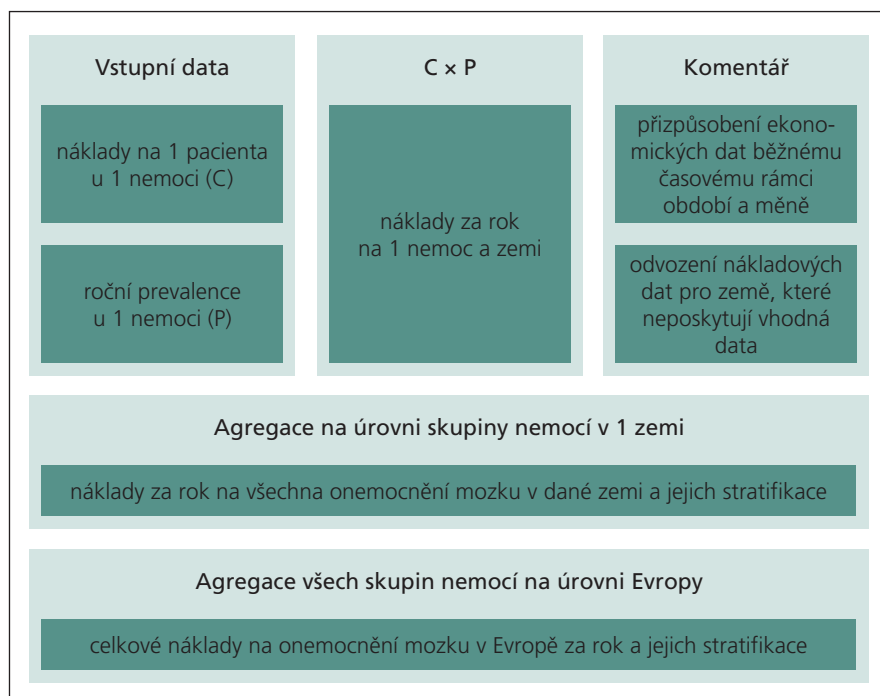 Vstupní data
náklady na 1 pacienta
u 1 nemoci (C)
roční prevalence
u 1 nemoci (P)
C × P
náklady za rok
na 1 nemoc a zemi
Komentář
přizpůsobení ekono-
mických dat běžnému
časovému rámci
období a měně
odvození nákladových
dat pro země, které
neposkytují vhodná
data
Agregace na úrovni skupiny nemocí v 1 zemi
náklady za rok na všechna onemocnění mozku v dané zemi a jejich stratifikace
Agregace všech skupin nemocí na úrovni Evropy
celkové náklady na onemocnění mozku v Evropě za rok a jejich stratifikace